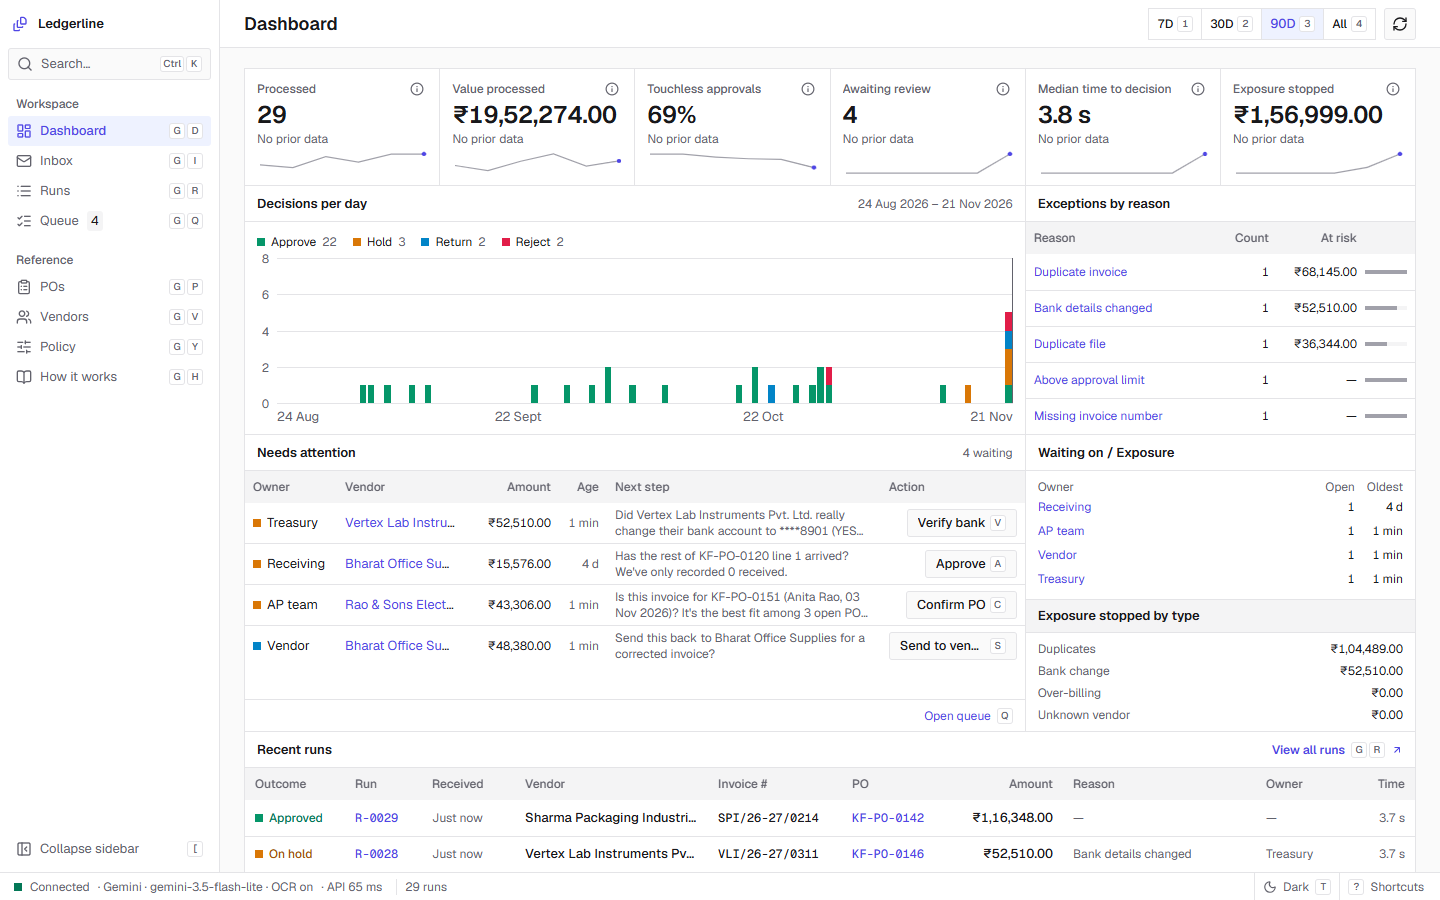 Ledgerline
Search... Ctrl K
Workspace
Dashboard G D
Inbox G I
Runs G R
Queue 4 G Q
Reference
POs G P
Vendors G V
Policy G Y
How it works G H
Collapse sidebar [
Dashboard
7D 1 30D 2 90D 3 All 4
Processed
29
No prior data
Value processed
₹19,52,274.00
No prior data
Touchless approvals
69%
No prior data
Awaiting review
4
No prior data
Median time to decision
3.8 s
No prior data
Exposure stopped
₹1,56,999.00
No prior data
Decisions per day 24 Aug 2026 – 21 Nov 2026
Approve 22 Hold 3 Return 2 Reject 2
8
6
4
2
0
24 Aug 22 Sept 22 Oct 21 Nov
Exceptions by reason
Reason Count At risk
Duplicate invoice 1 ₹68,145.00
Bank details changed 1 ₹52,510.00
Duplicate file 1 ₹36,344.00
Above approval limit 1 —
Missing invoice number 1 —
Needs attention 4 waiting
Owner Vendor Amount Age Next step Action
Treasury Vertex Lab Instru... ₹52,510.00 1 min Did Vertex Lab Instruments Pvt. Ltd. really
change their bank account to ****8901 (YES... Verify bank V
Receiving Bharat Office Su... ₹15,576.00 4 d Has the rest of KF-PO-0120 line 1 arrived?
We've only recorded 0 received. Approve A
AP team Rao & Sons Elect... ₹43,306.00 1 min Is this invoice for KF-PO-0151 (Anita Rao, 03
Nov 2026)? It's the best fit among 3 open PO... Confirm PO C
Vendor Bharat Office Su... ₹48,380.00 1 min Send this back to Bharat Office Supplies for a
corrected invoice? Send to ven... S
Open queue Q
Waiting on / Exposure
Owner Open Oldest
Receiving 1 4 d
AP team 1 1 min
Vendor 1 1 min
Treasury 1 1 min
Exposure stopped by type
Duplicates ₹1,04,489.00
Bank change ₹52,510.00
Over-billing ₹0.00
Unknown vendor ₹0.00
Recent runs View all runs G R
Outcome Run Received Vendor Invoice # PO Amount Reason Owner Time
Approved R-0029 Just now Sharma Packaging Industri... SPI/26-27/0214 KF-PO-0142 ₹1,16,348.00 — — 3.7 s
On hold R-0028 Just now Vertex Lab Instruments Pv... VLI/26-27/0311 KF-PO-0146 ₹52,510.00 Bank details changed Treasury 3.7 s
Connected · Gemini · gemini-3.5-flash-lite · OCR on · API 65 ms 29 runs
Dark T ? Shortcuts